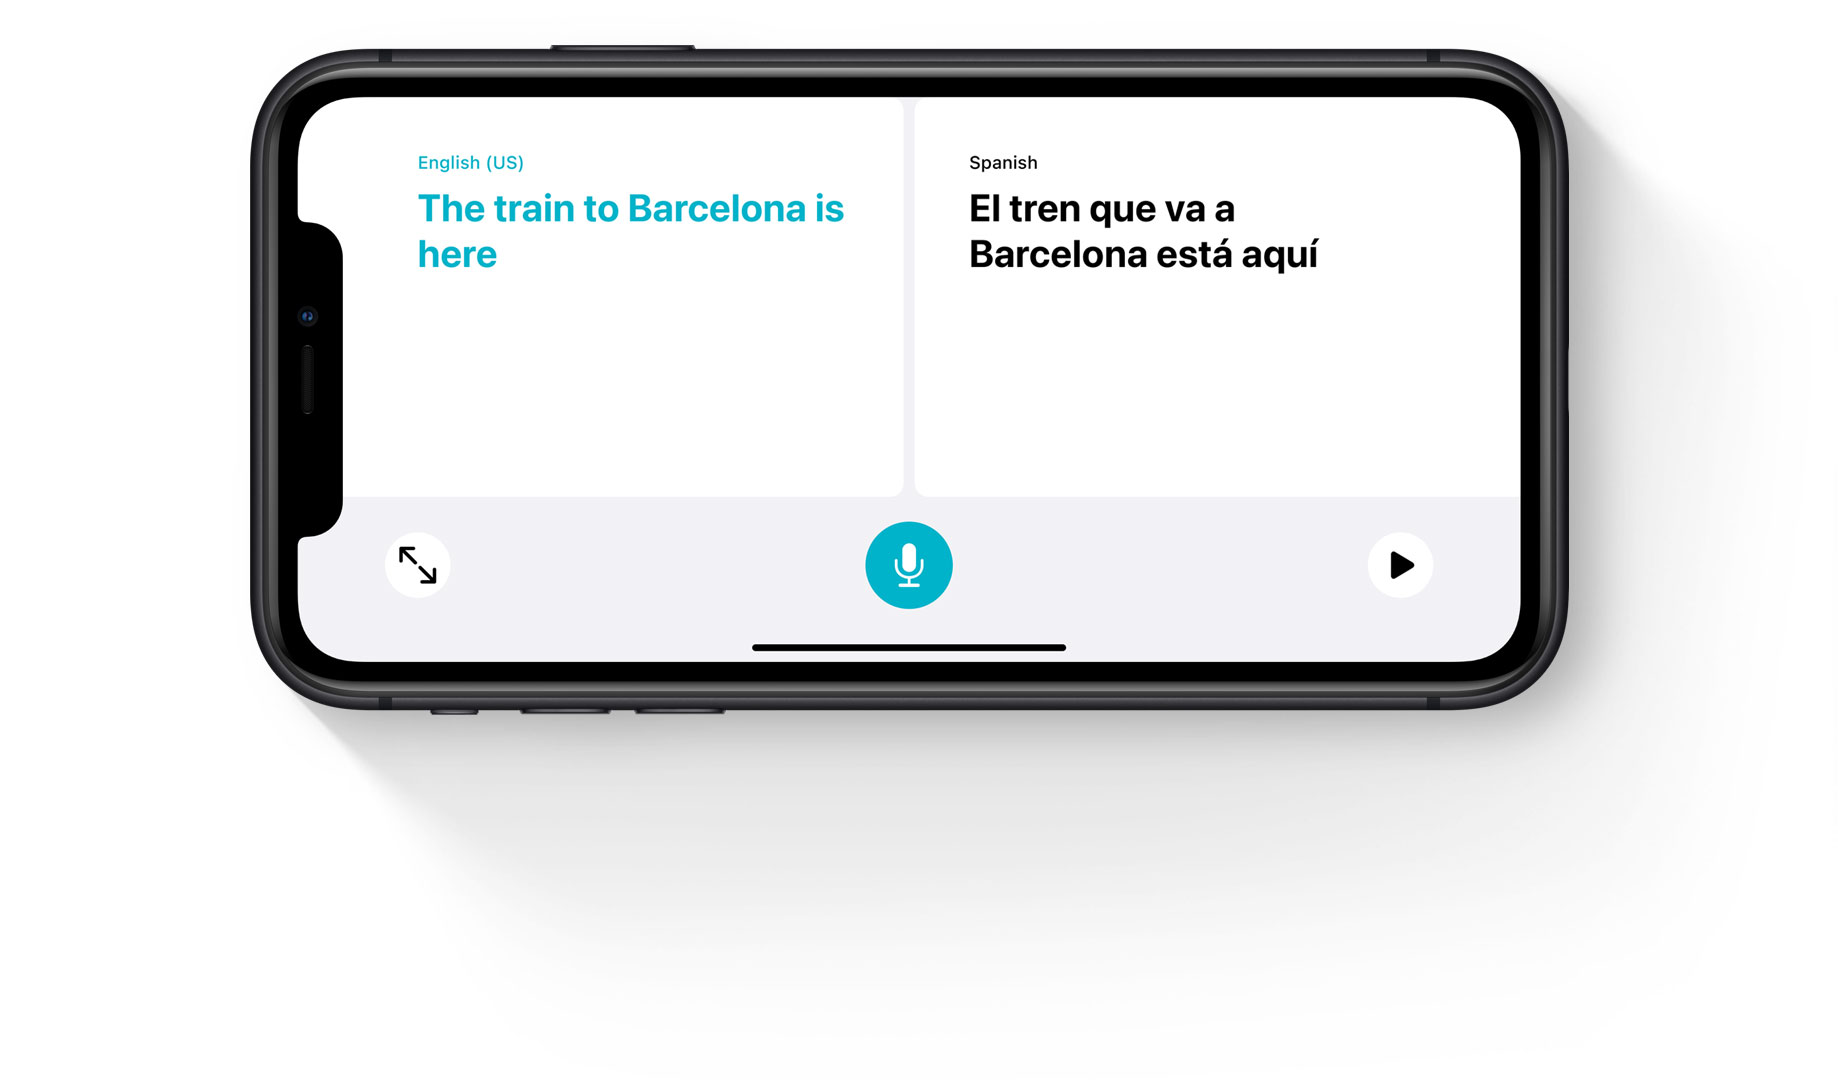 English (US)
The train to Barcelona is
here
Spanish
El tren que va a
Barcelona está aquí